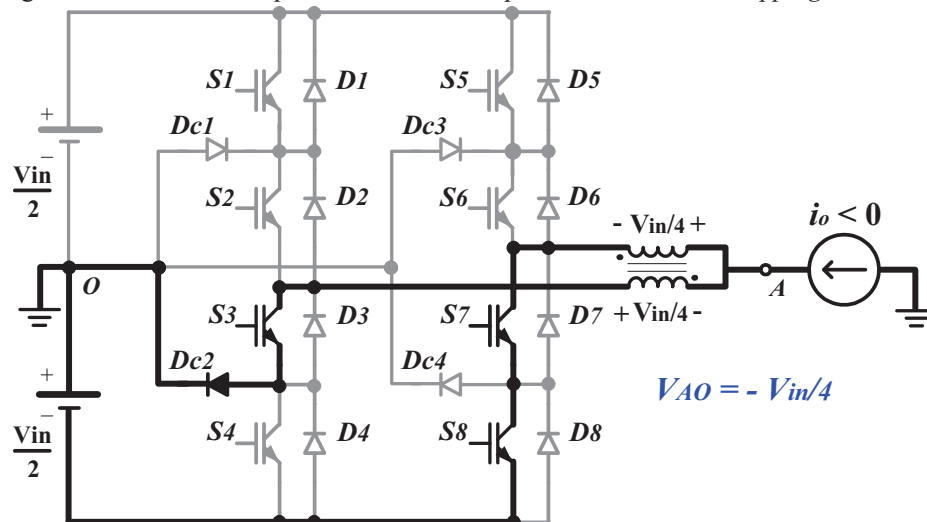 S1
D1
S5
D5
+
Dc1
Dc3
−
Vin
2
S2
D2
S6
D6
- Vin/4 +
io < 0
O
A
S3
D3
S7
D7
+ Vin/4 -
+
Dc2
Dc4
VAO = - Vin/4
−
Vin
2
S4
D4
S8
D8